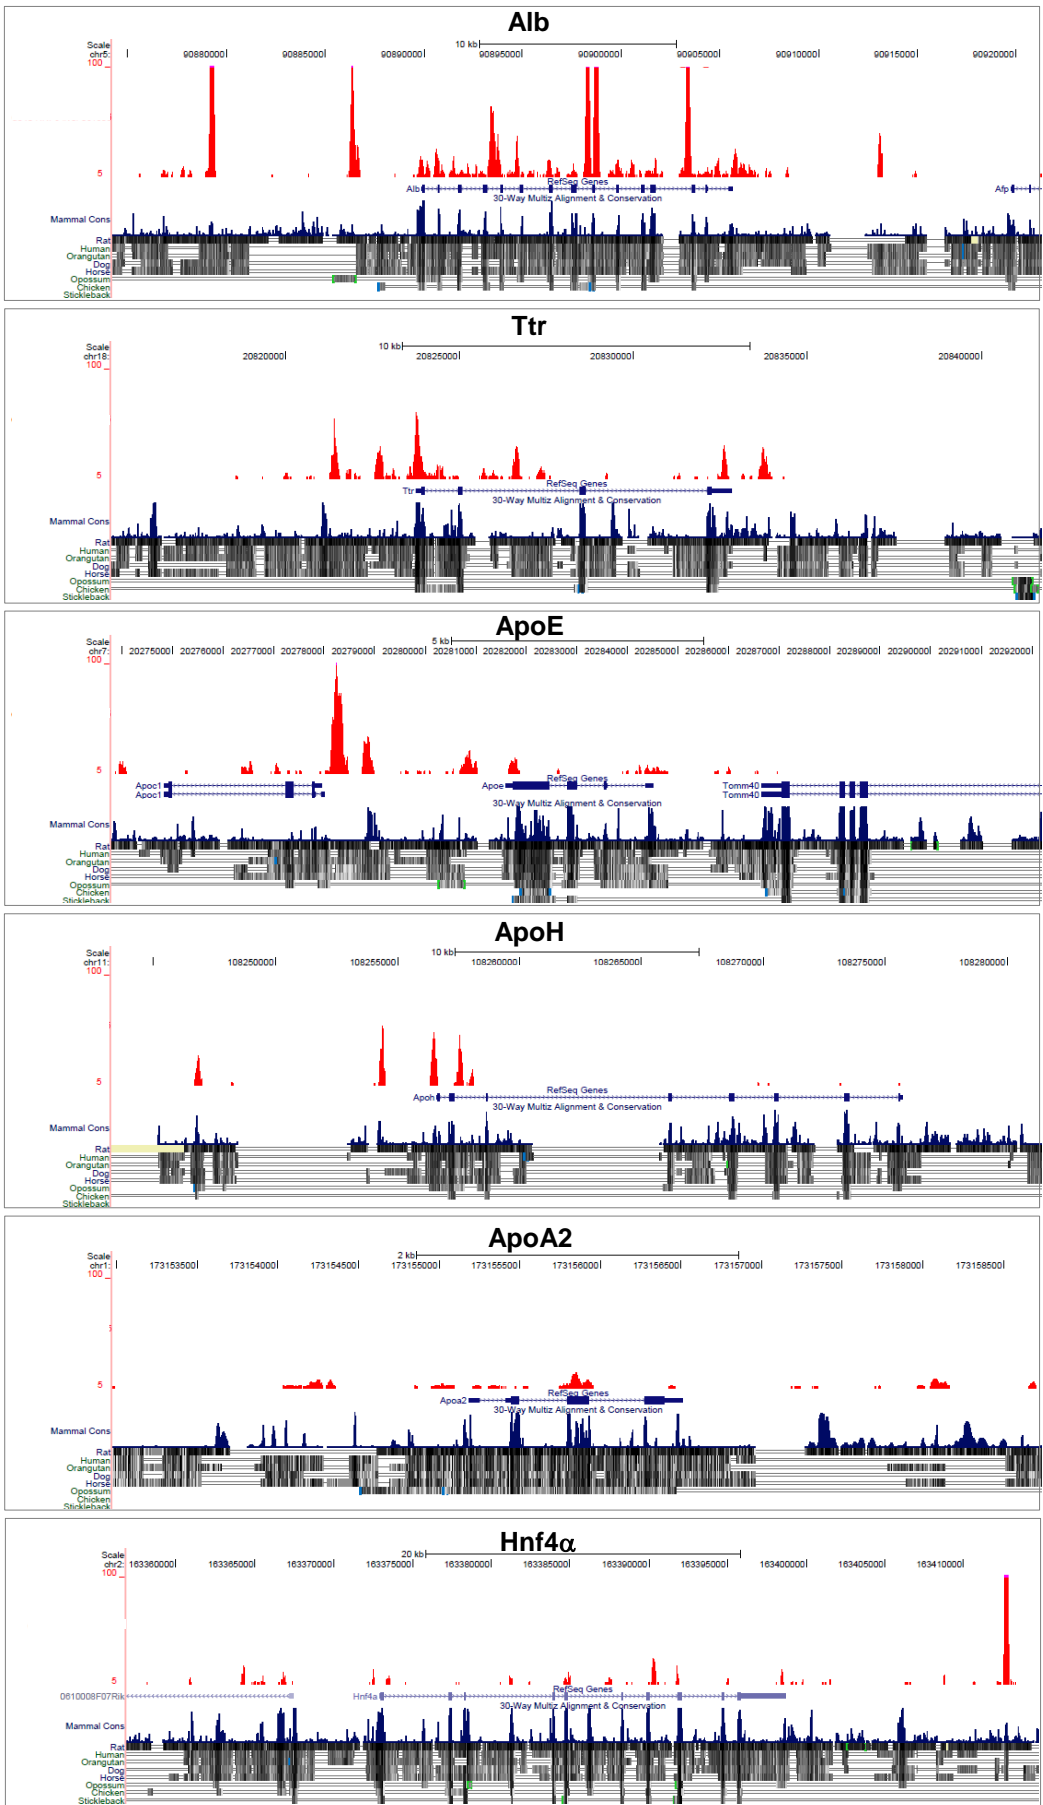 Alb
Scale 10 kb
chr5: 90880000 90885000 90890000 90895000 90900000 90905000 90910000 90915000 90920000
100
5
RefSeq Genes
Alb Afp
30-Way Multiz Alignment & Conservation
Mammal Cons
Rat
Human
Orangutan
Dog
Horse
Opossum
Chicken
Stickleback
Ttr
Scale 10 kb
chr18: 20820000 20825000 20830000 20835000 20840000
100
5
RefSeq Genes
Ttr
30-Way Multiz Alignment & Conservation
Mammal Cons
Rat
Human
Orangutan
Dog
Horse
Opossum
Chicken
Stickleback
ApoE
Scale 5 kb
chr7: 20275000 20276000 20277000 20278000 20279000 20280000 20281000 20282000 20283000 20284000 20285000 20286000 20287000 20288000 20289000 20290000 20291000 20292000
100
5
RefSeq Genes
Apoc1 Apoe Tomm40
Apoc1 Tomm40
30-Way Multiz Alignment & Conservation
Mammal Cons
Rat
Human
Orangutan
Dog
Horse
Opossum
Chicken
Stickleback
ApoH
Scale 10 kb
chr11: 108250000 108255000 108260000 108265000 108270000 108275000 108280000
100
5
RefSeq Genes
Apoh
30-Way Multiz Alignment & Conservation
Mammal Cons
Rat
Human
Orangutan
Dog
Horse
Opossum
Chicken
Stickleback
ApoA2
Scale 2 kb
chr1: 173153500 173154000 173154500 173155000 173155500 173156000 173156500 173157000 173157500 173158000 173158500
100
5
RefSeq Genes
Apoa2
30-Way Multiz Alignment & Conservation
Mammal Cons
Rat
Human
Orangutan
Dog
Horse
Opossum
Chicken
Stickleback
Hnf4α
Scale 20 kb
chr2: 163360000 163365000 163370000 163375000 163380000 163385000 163390000 163395000 163400000 163405000 163410000
100
5
RefSeq Genes
0610008F07Rik Hnf4a
30-Way Multiz Alignment & Conservation
Mammal Cons
Rat
Human
Orangutan
Dog
Horse
Opossum
Chicken
Stickleback